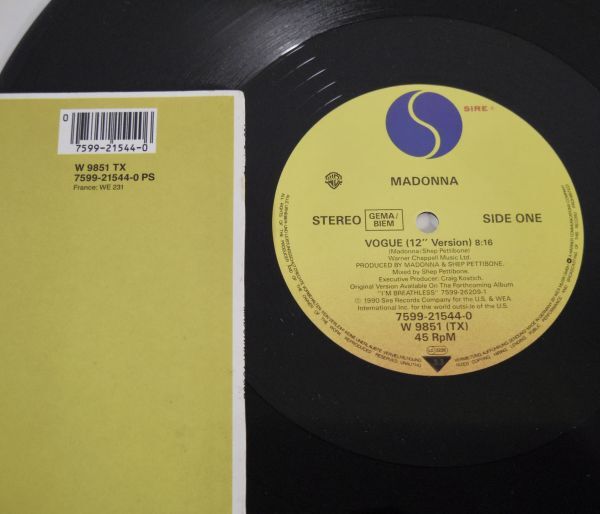 0
7599-21544-0
W 9851 TX
7599-21544-0 PS
France: WE 231
SIRE
MADONNA
STEREO GEMA/ BIEM SIDE ONE
VOGUE (12" Version) 8:16
(Madonna/Shep Pettibone)
Warner Chappell Music Ltd.
PRODUCED BY MADONNA & SHEP PETTIBONE
Mixed by Shep Pettibone.
Executive Producer: Craig Kostich.
Original Version Available On The Forthcoming Album
"I'M BREATHLESS" 7599-26209-1
℗ 1990 Sire Records Company for the U.S. & WEA
International Inc. for the world outside of the U.S.
7599-21544-0
W 9851 (TX)
45 RpM